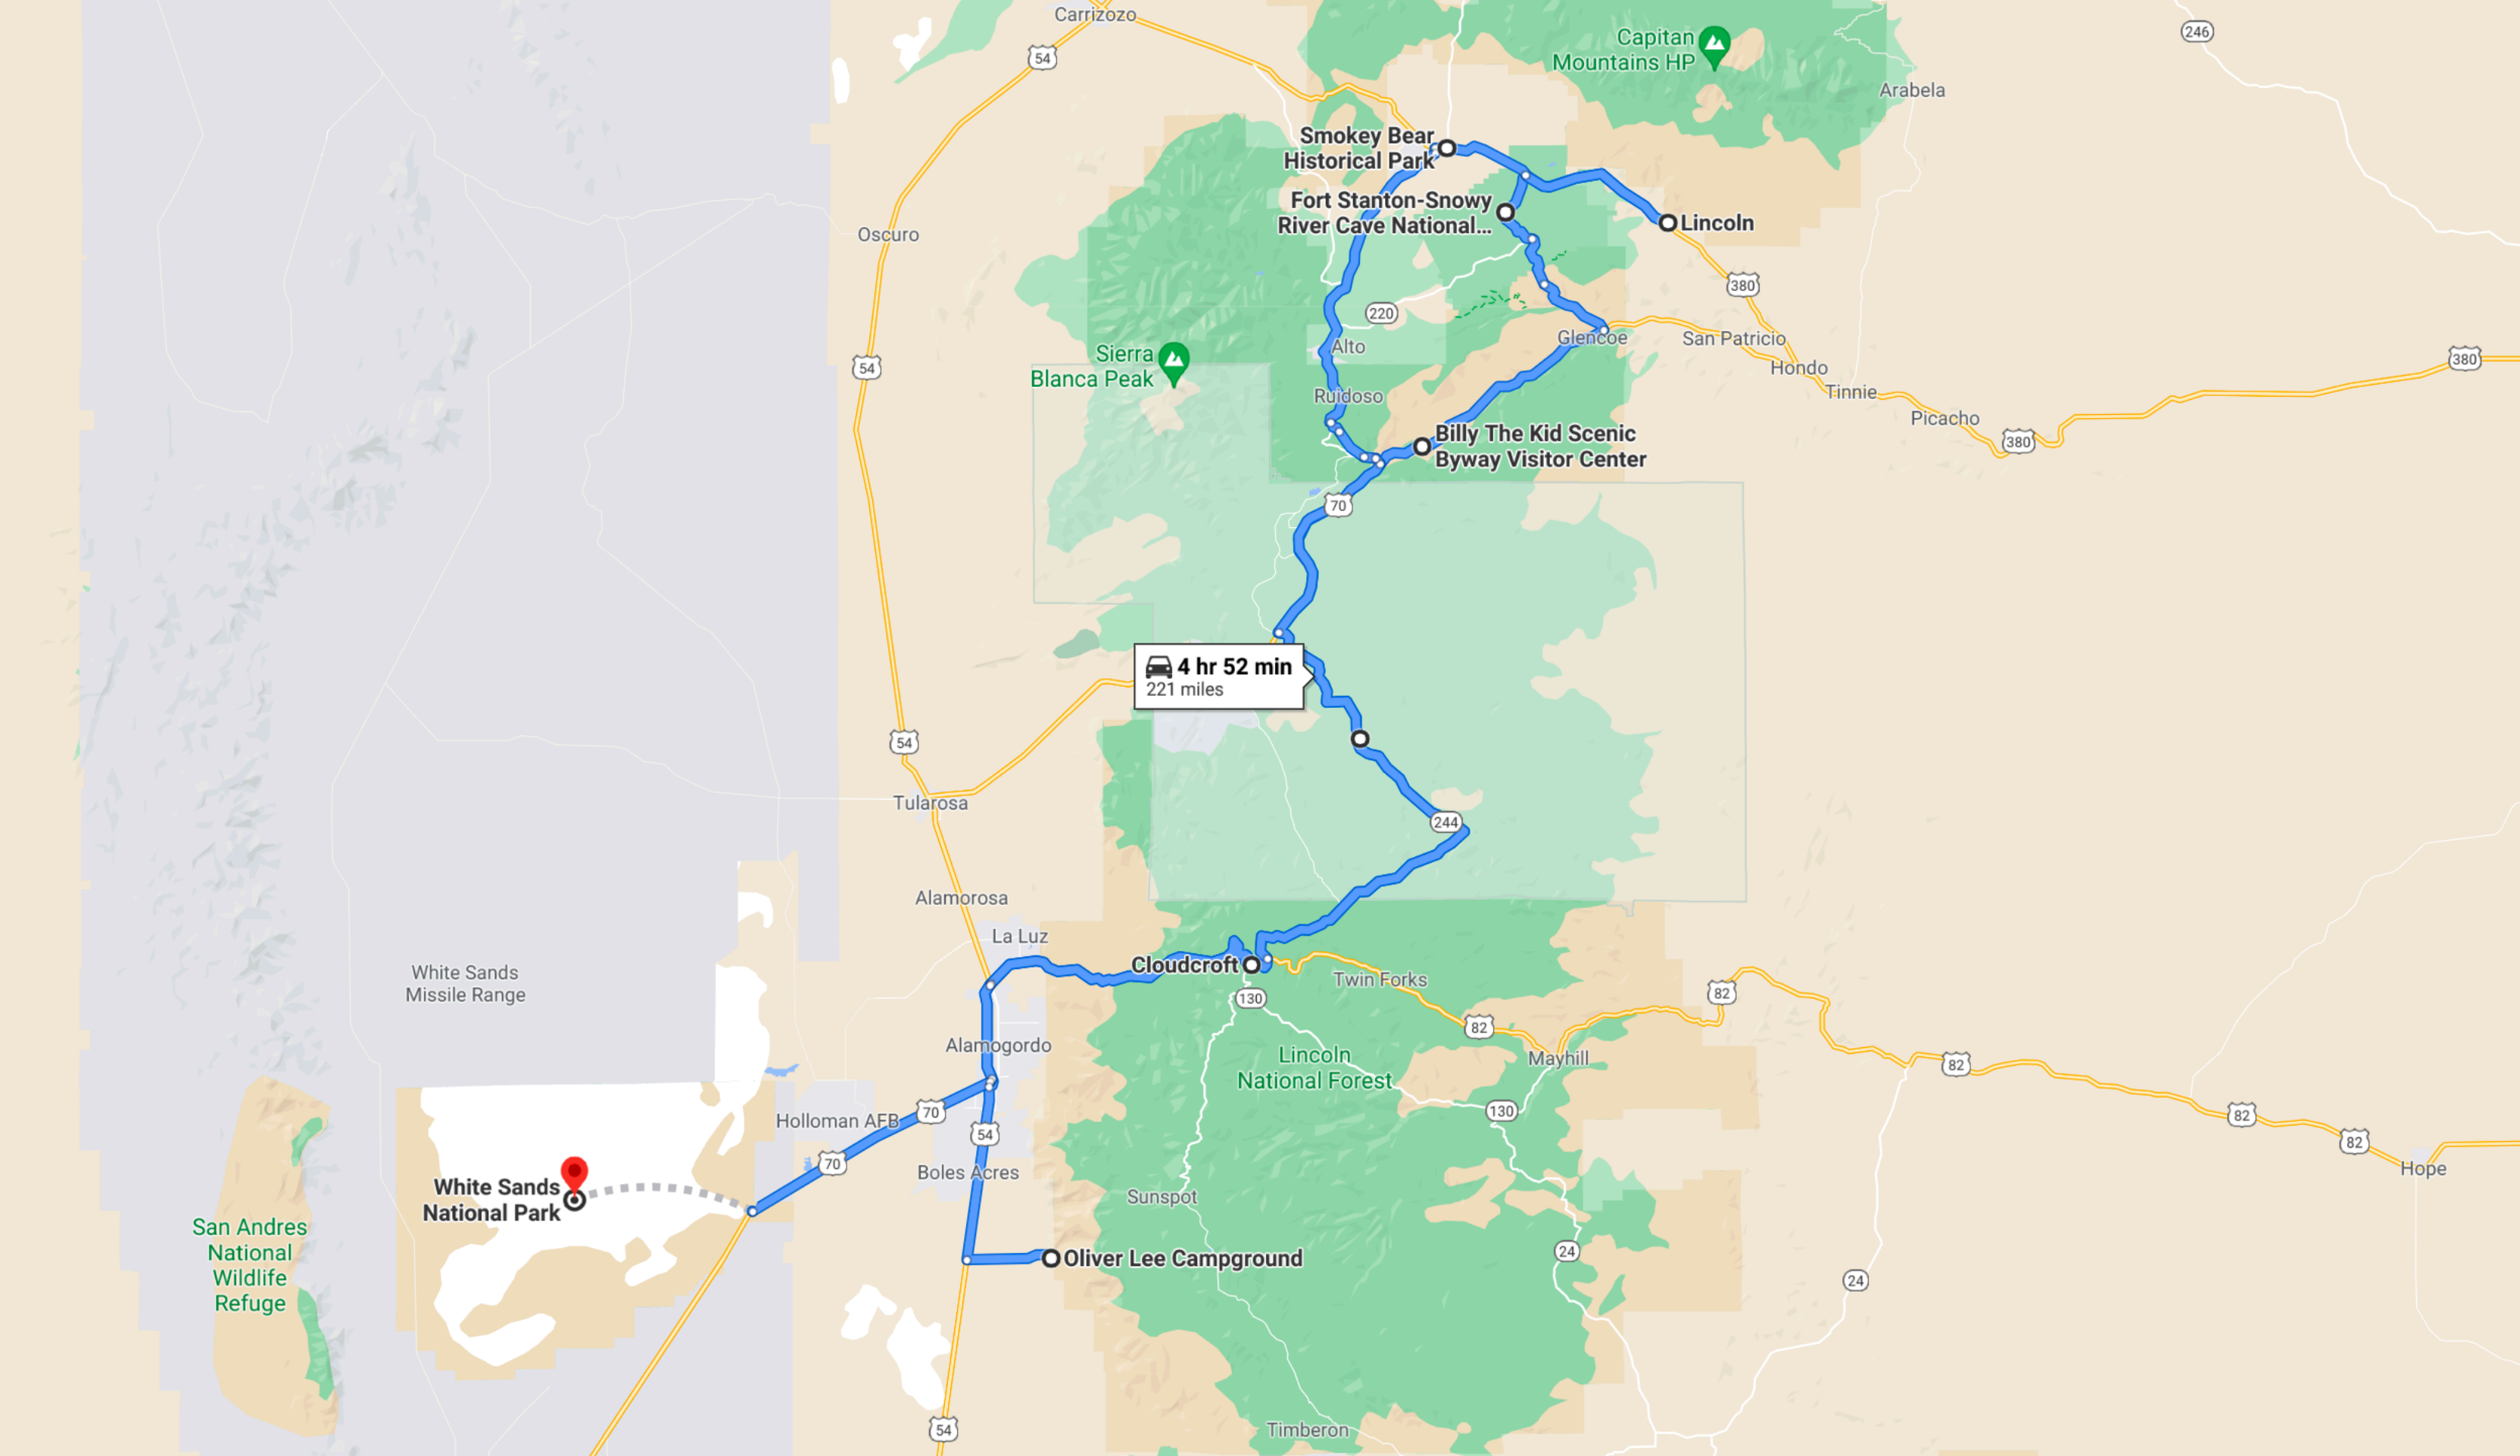 Carrizozo
54
246
Capitan
Mountains HP
Arabela
Smokey Bear
Historical Park
Fort Stanton-Snowy
River Cave National...
Lincoln
Oscuro
380
220
Glencoe
San Patricio
Alto
Hondo
380
54
Sierra
Blanca Peak
Ruidoso
Tinnie
Picacho
380
Billy The Kid Scenic
Byway Visitor Center
70
4 hr 52 min
221 miles
54
Tularosa
244
Alamorosa
La Luz
Cloudcroft
Twin Forks
White Sands
Missile Range
130
82
82
Alamogordo
Lincoln
National Forest
Mayhill
82
70
Holloman AFB
54
130
82
82
70
Boles Acres
Hope
White Sands
National Park
Sunspot
San Andres
National
Wildlife
Refuge
Oliver Lee Campground
24
24
54
Timberon